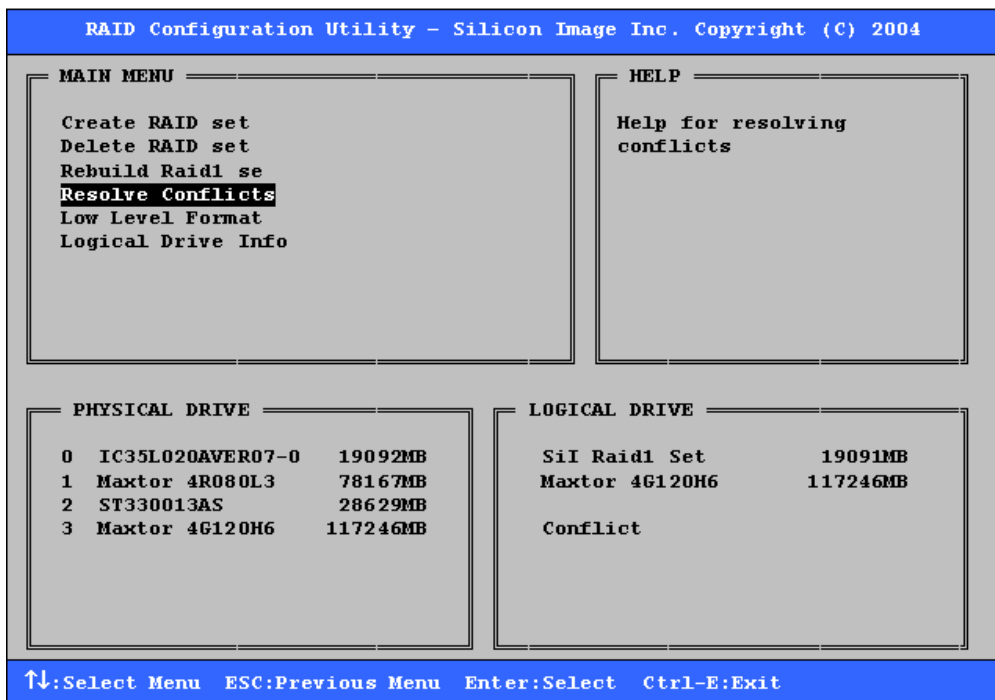 RAID Configuration Utility – Silicon Image Inc. Copyright (C) 2004
MAIN MENU
Create RAID set
Delete RAID set
Rebuild Raid1 se
Resolve Conflicts
Low Level Format
Logical Drive Info
HELP
Help for resolving
conflicts
PHYSICAL DRIVE
0 IC35L020AVER07-0 19092MB
1 Maxtor 4R080L3 78167MB
2 ST330013AS 28629MB
3 Maxtor 4G120H6 117246MB
LOGICAL DRIVE
SiI Raid1 Set 19091MB
Maxtor 4G120H6 117246MB
Conflict
↑↓:Select Menu ESC:Previous Menu Enter:Select Ctrl-E:Exit